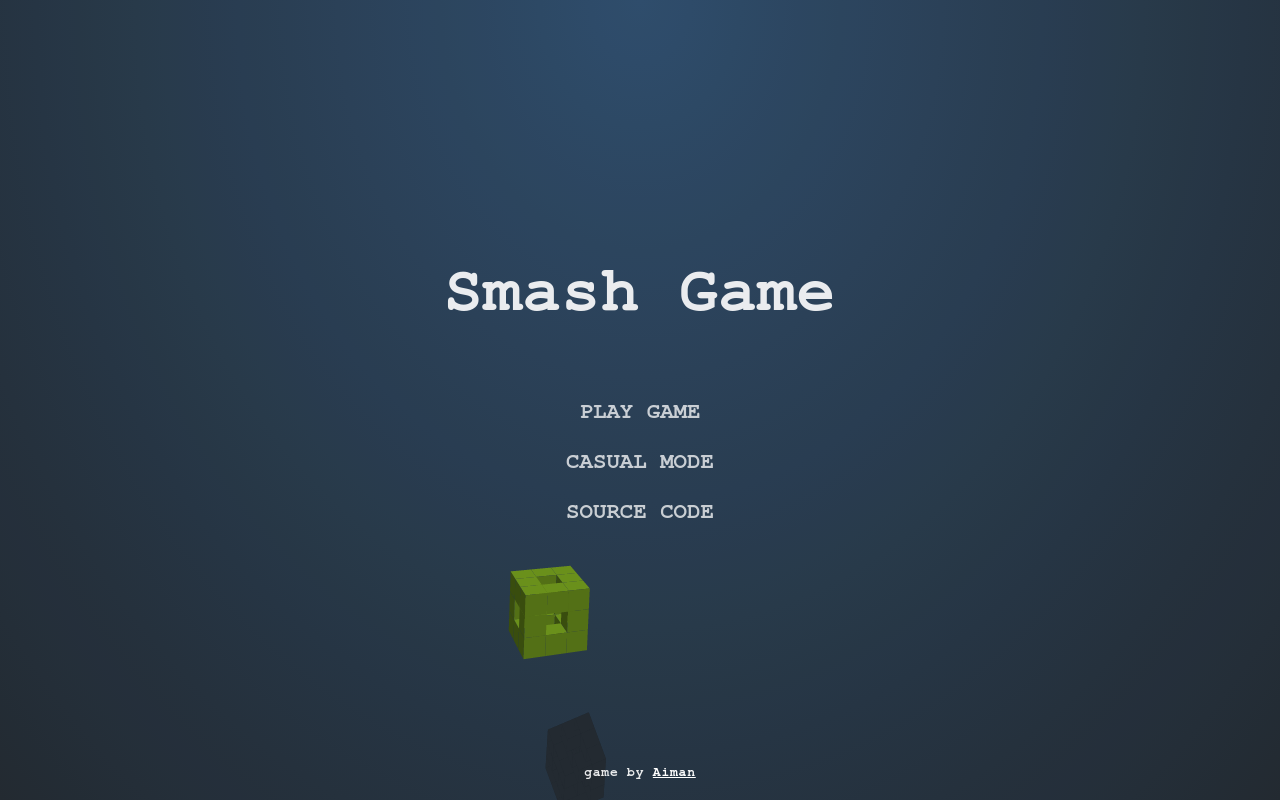 Smash Game
PLAY GAME
CASUAL MODE
SOURCE CODE
game by Aiman